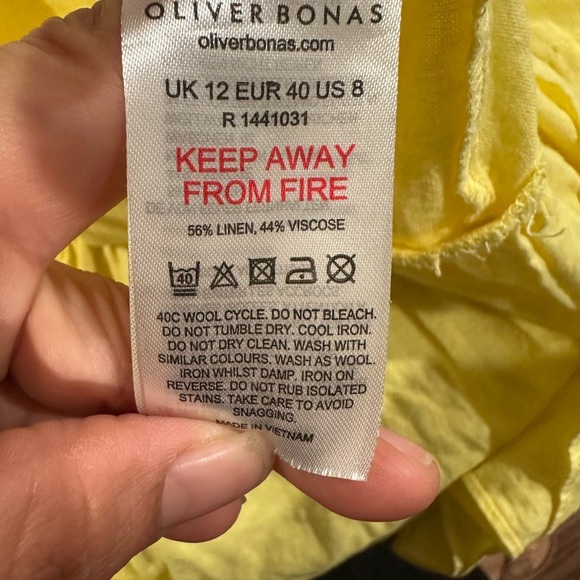 OLIVER BONAS
oliverbonas.com
UK 12 EUR 40 US 8
R 1441031
KEEP AWAY
FROM FIRE
56% LINEN, 44% VISCOSE
40
40C WOOL CYCLE. DO NOT BLEACH.
DO NOT TUMBLE DRY. COOL IRON.
DO NOT DRY CLEAN. WASH WITH
SIMILAR COLOURS. WASH AS WOOL.
IRON WHILST DAMP. IRON ON
REVERSE. DO NOT RUB ISOLATED
STAINS. TAKE CARE TO AVOID
SNAGGING.
MADE IN VIETNAM